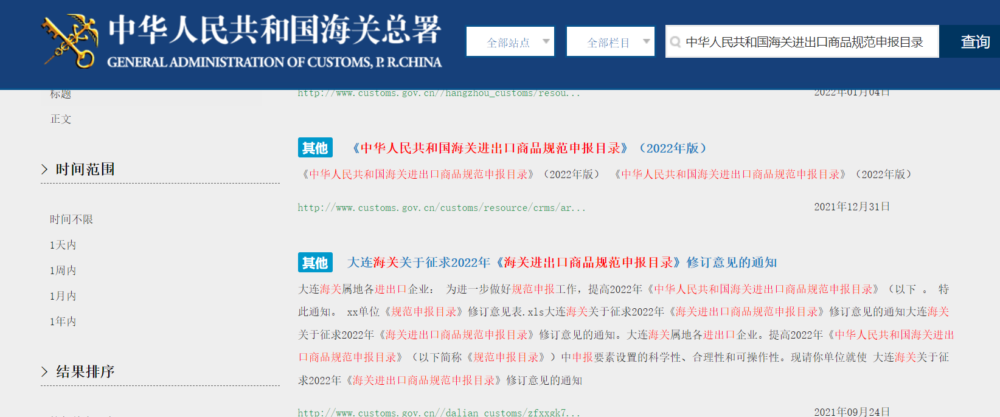 中华人民共和国海关总署
GENERAL ADMINISTRATION OF CUSTOMS, P. R.CHINA
全部站点
全部栏目
中华人民共和国海关进出口商品规范申报目录
查询
标题
正文
时间范围
时间不限
1天内
1周内
1月内
1年内
结果排序
http://www.customs.gov.cn//hangzhou_customs/resou...
2022年01月04日
其他 《中华人民共和国海关进出口商品规范申报目录》（2022年版）
《中华人民共和国海关进出口商品规范申报目录》（2022年版） 《中华人民共和国海关进出口商品规范申报目录》（2022年版）
http://www.customs.gov.cn/customs/resource/crms/ar...
2021年12月31日
其他 大连海关关于征求2022年《海关进出口商品规范申报目录》修订意见的通知
大连海关属地各进出口企业： 为进一步做好规范申报工作，提高2022年《中华人民共和国海关进出口商品规范申报目录》（以下 。 特
此通知。 xx单位《规范申报目录》修订意见表.xls大连海关关于征求2022年《海关进出口商品规范申报目录》修订意见的通知大连海关
关于征求2022年《海关进出口商品规范申报目录》修订意见的通知。大连海关属地各进出口企业。提高2022年《中华人民共和国海关进出
口商品规范申报目录》（以下简称《规范申报目录》）中申报要素设置的科学性、合理性和可操作性。现请你单位就使 大连海关关于征
求2022年《海关进出口商品规范申报目录》修订意见的通知
http://www.customs.gov.cn//dalian_customs/zfxxgk7...
2021年09月24日